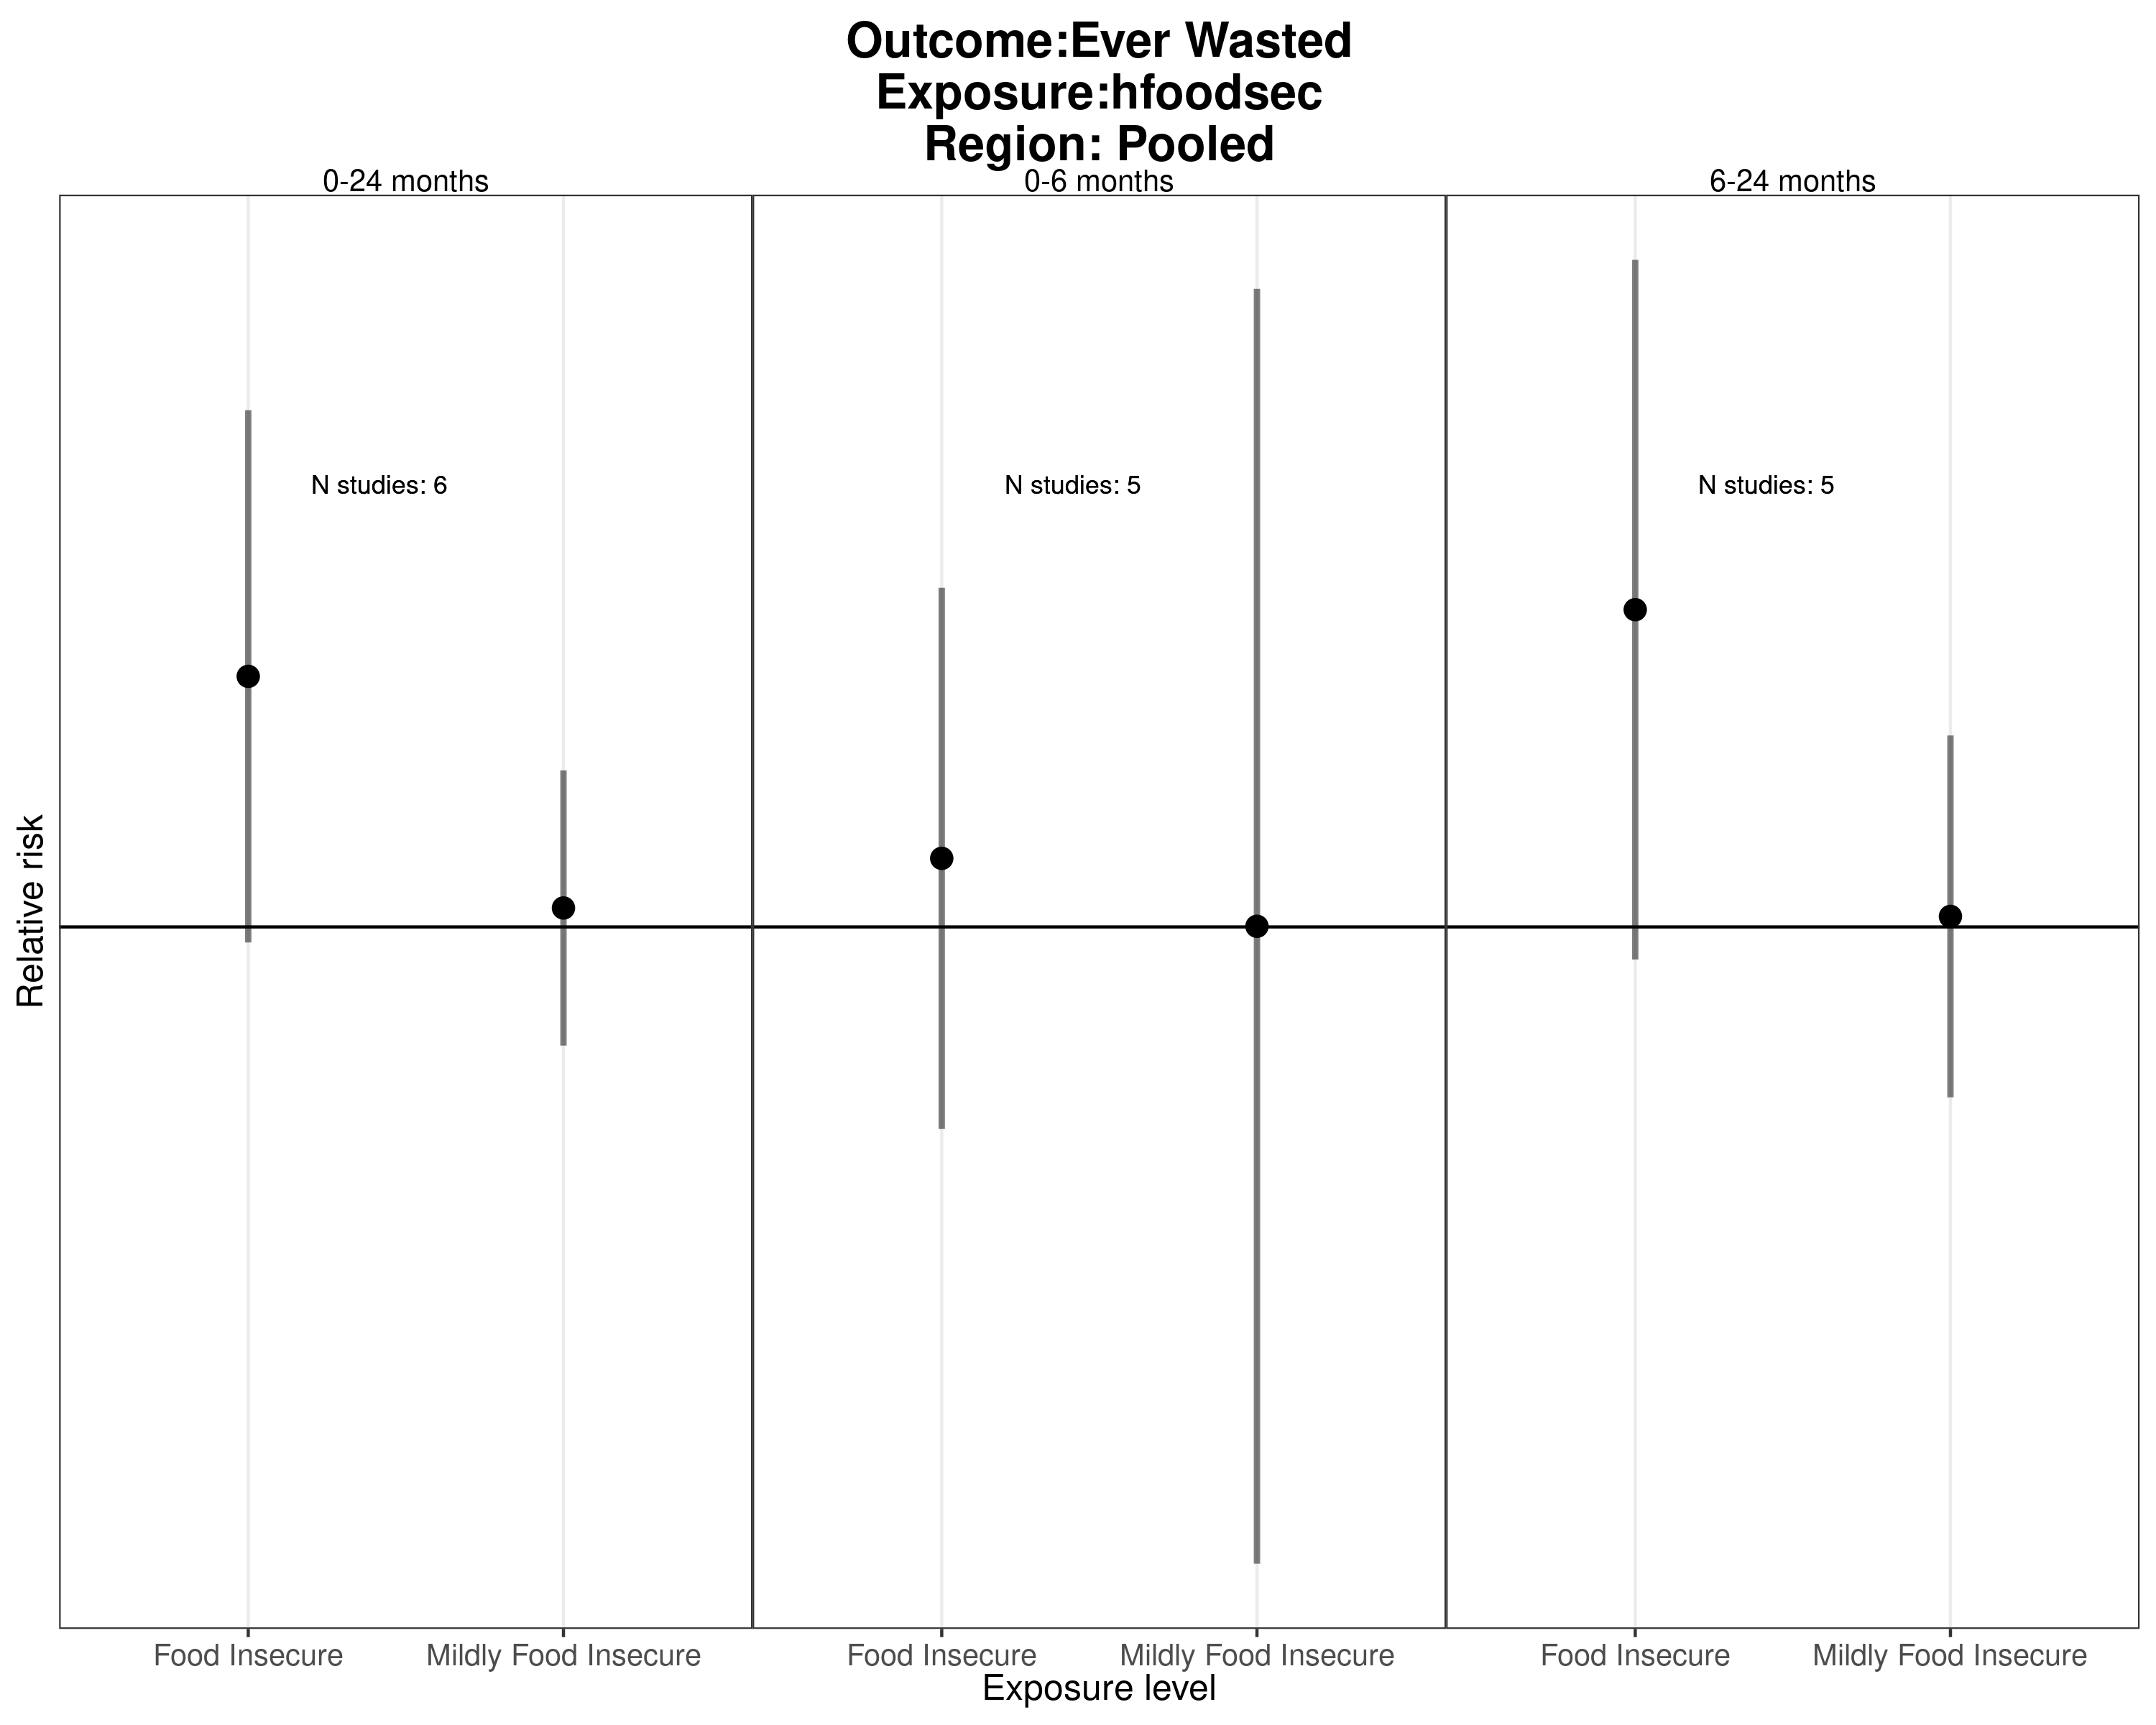 Outcome:Ever Wasted
Exposure:hfoodsec
Region: Pooled
0-24 months
0-6 months
6-24 months
N studies: 6
N studies: 5
N studies: 5
Relative risk
Food Insecure
Mildly Food Insecure
Food Insecure
Mildly Food Insecure
Food Insecure
Mildly Food Insecure
Exposure level